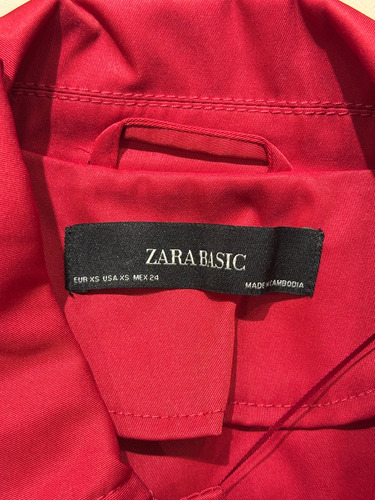 ZARA BASIC
EUR XS USA XS MEX 24
MADE IN CAMBODIA